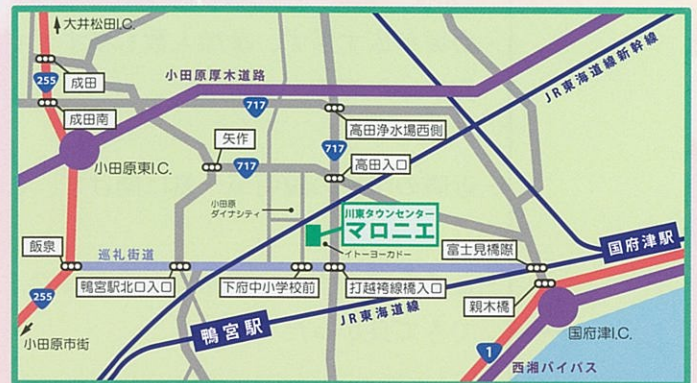 大井松田I.C.
255
成田
小田原厚木道路
JR東海道線新幹線
成田南
717
高田浄水場西側
矢作
717
717
高田入口
小田原東I.C.
小田原
ダイナシティ
川東タウンセンター
マロニエ
イトーヨーカドー
富士見橋際
国府津駅
飯泉
巡礼街道
鴨宮駅北口入口
下府中小学校前
打越袴線橋入口
親木橋
255
JR東海道線
鴨宮駅
国府津I.C.
小田原市街
1
西湘バイパス